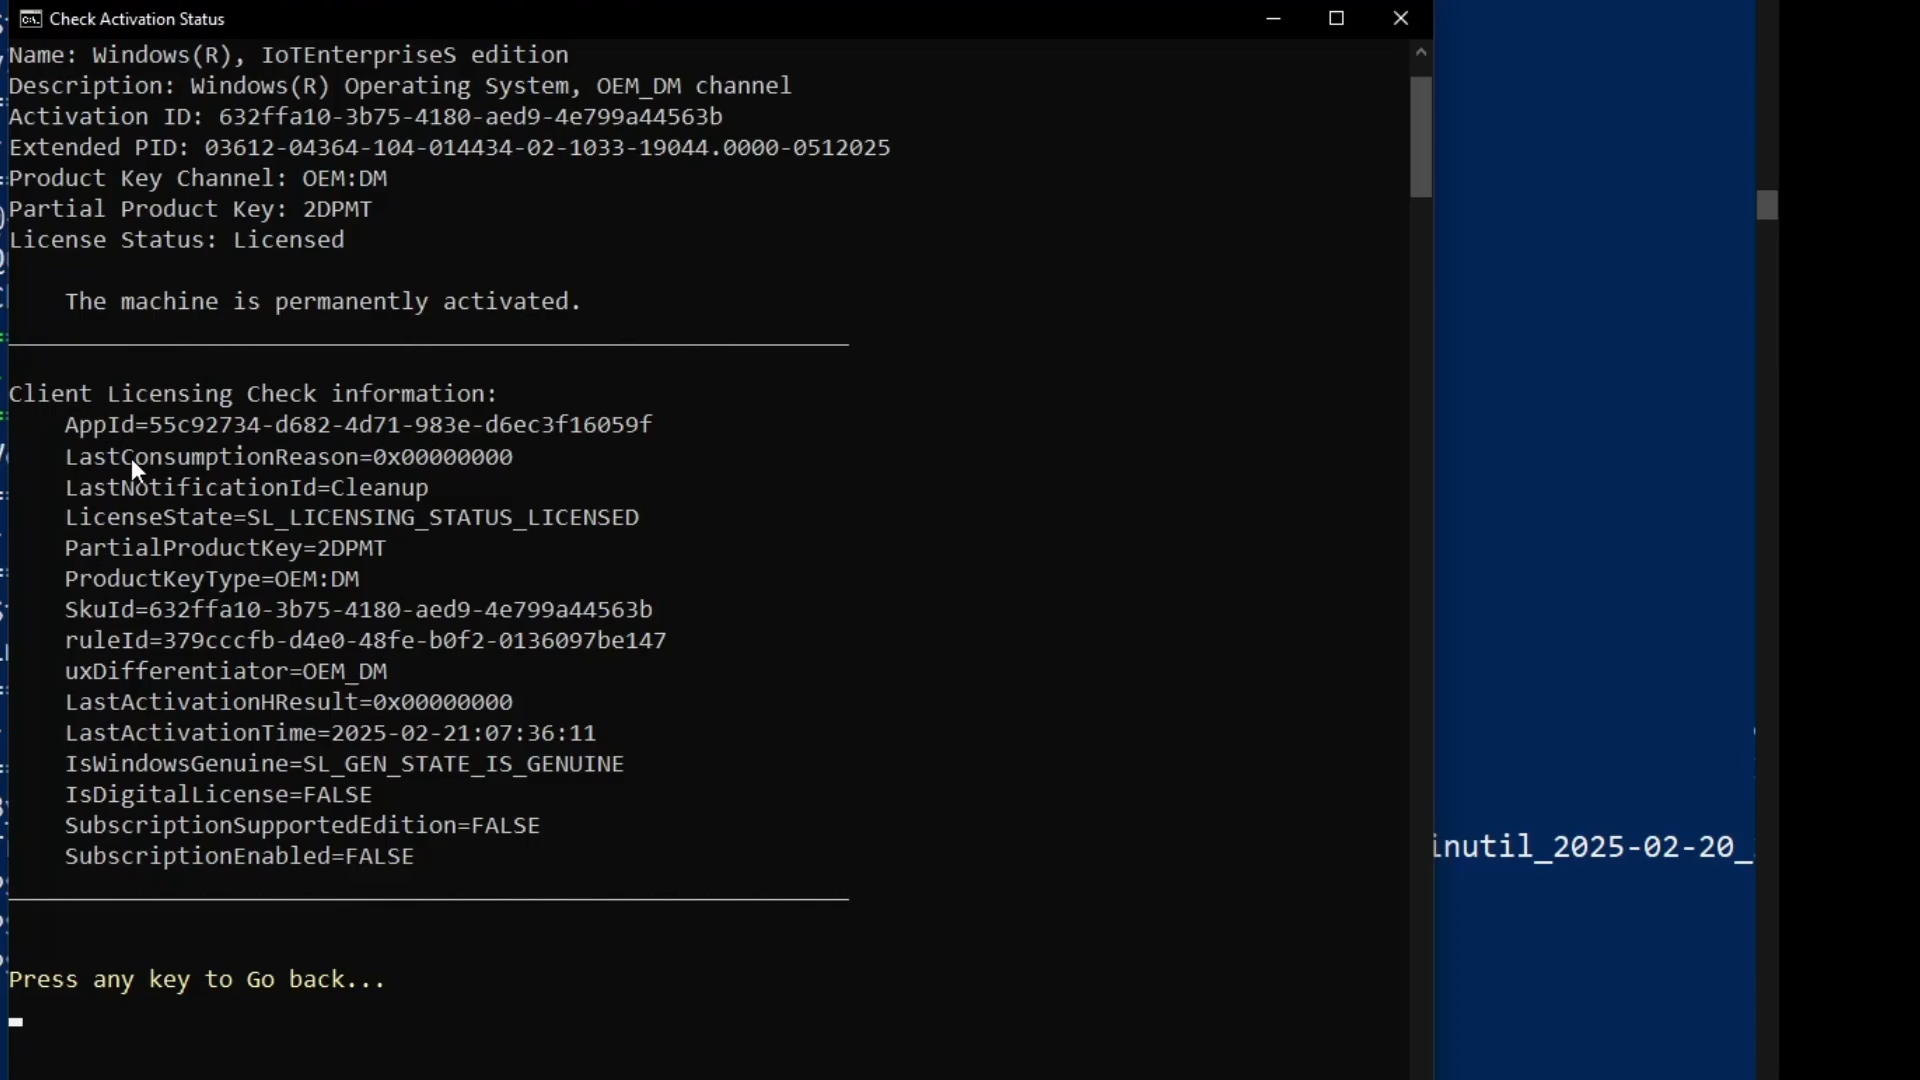 Check Activation Status
Name: Windows(R), IoTEnterpriseS edition
Description: Windows(R) Operating System, OEM_DM channel
Activation ID: 632ffa10-3b75-4180-aed9-4e799a44563b
Extended PID: 03612-04364-104-014434-02-1033-19044.0000-0512025
Product Key Channel: OEM:DM
Partial Product Key: 2DPMT
License Status: Licensed
The machine is permanently activated.
Client Licensing Check information:
AppId=55c92734-d682-4d71-983e-d6ec3f16059f
LastConsumptionReason=0x00000000
LastNotificationId=Cleanup
LicenseState=SL_LICENSING_STATUS_LICENSED
PartialProductKey=2DPMT
ProductKeyType=OEM:DM
SkuId=632ffa10-3b75-4180-aed9-4e799a44563b
ruleId=379cccfb-d4e0-48fe-b0f2-0136097be147
uxDifferentiator=OEM_DM
LastActivationHResult=0x00000000
LastActivationTime=2025-02-21:07:36:11
IsWindowsGenuine=SL_GEN_STATE_IS_GENUINE
IsDigitalLicense=FALSE
SubscriptionSupportedEdition=FALSE
inutil_2025-02-20_
SubscriptionEnabled=FALSE
Press any key to Go back...